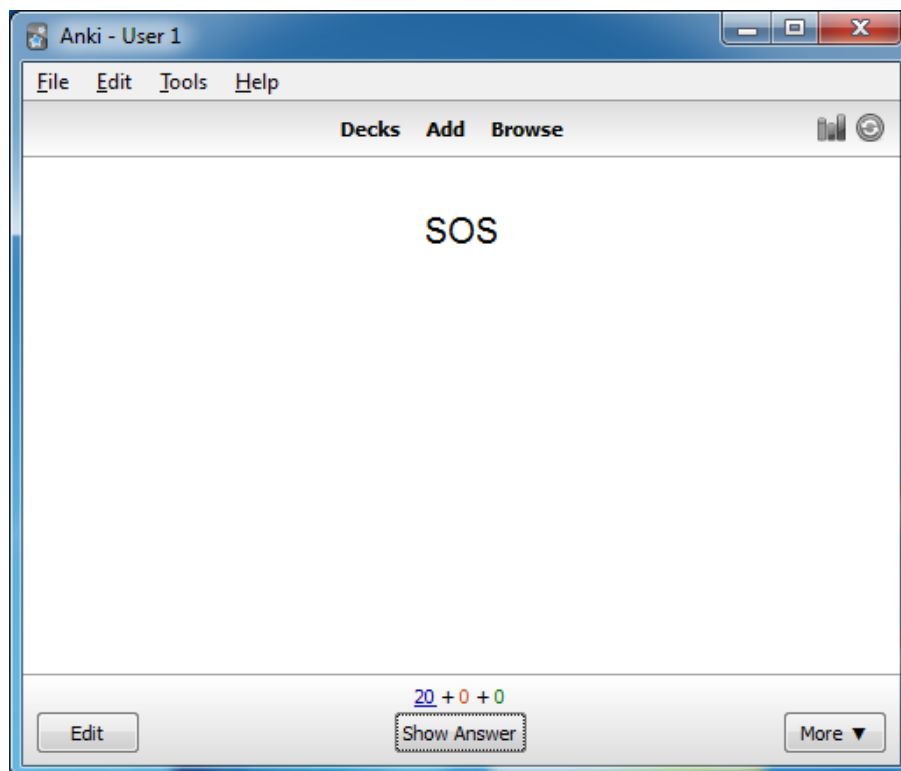 Anki - User 1
File Edit Tools Help
Decks Add Browse
SOS
20 + 0 + 0
Edit Show Answer More ▼